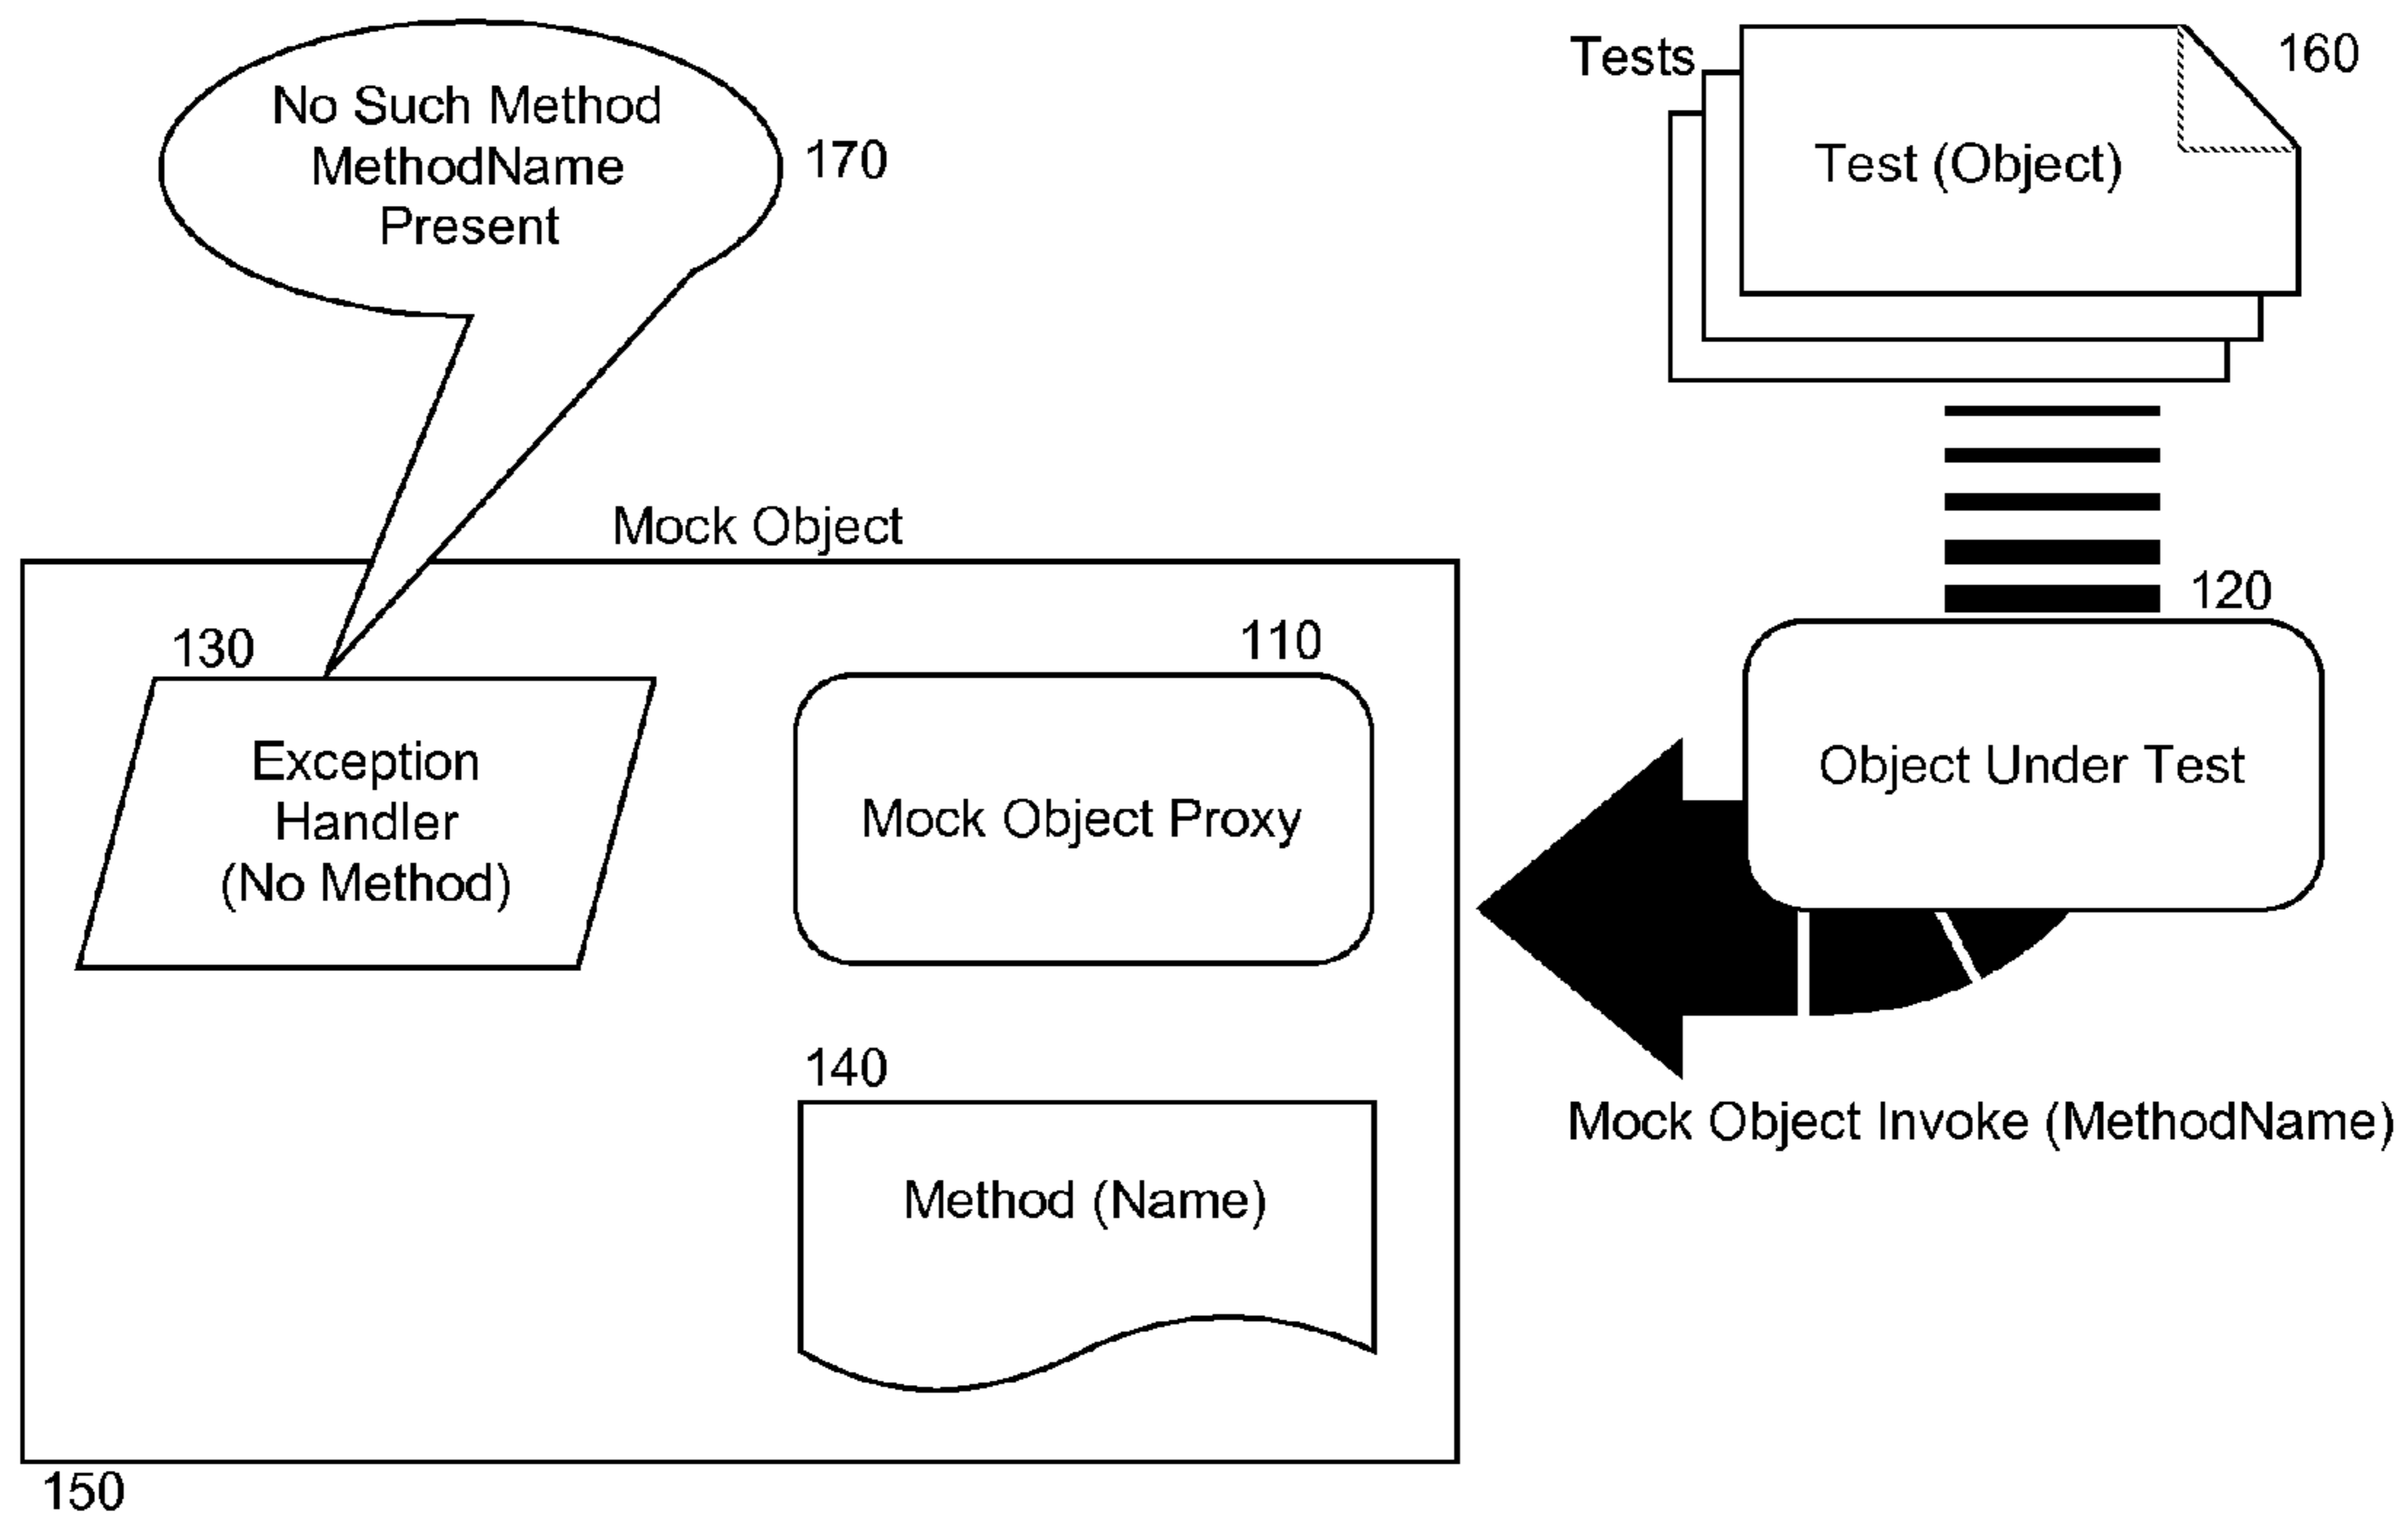 No Such Method
MethodName
Present
170
Tests
160
Test (Object)
Mock Object
130
Exception
Handler
(No Method)
110
Mock Object Proxy
120
Object Under Test
140
Method (Name)
Mock Object Invoke (MethodName)
150